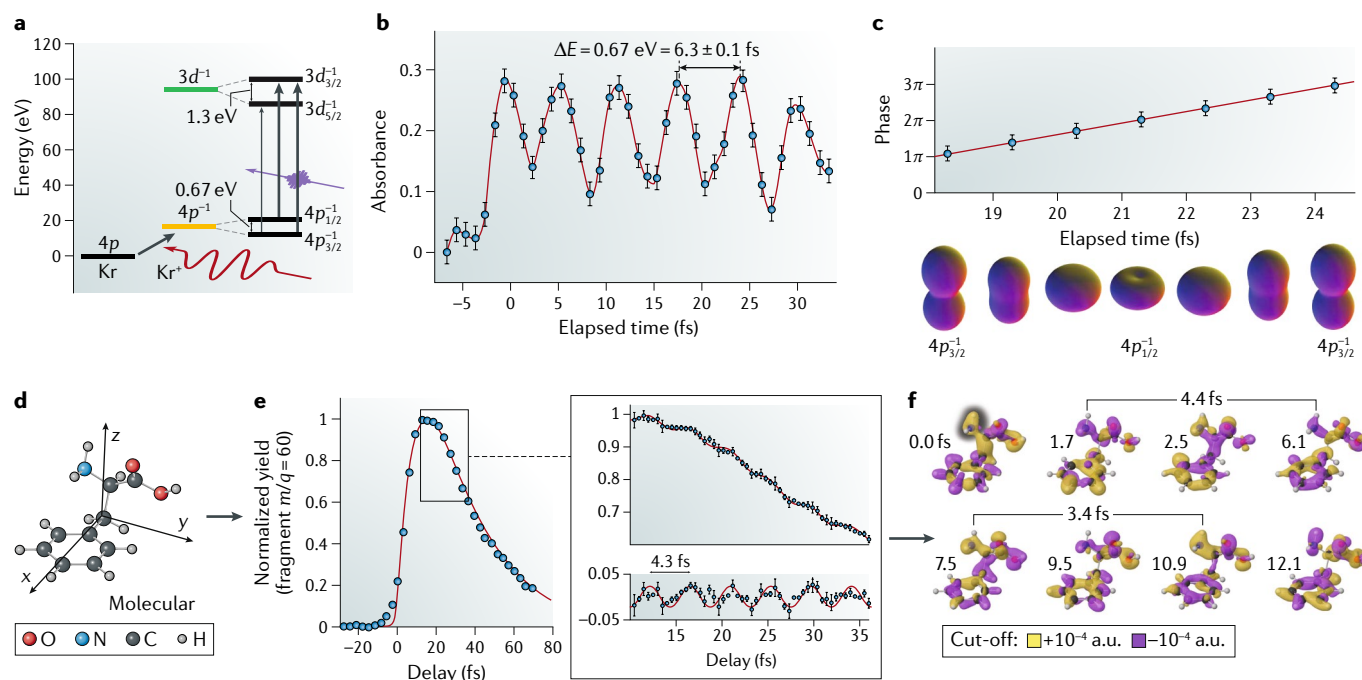 a
Energy (eV)
120
100
80
60
40
20
0
3d⁻¹
1.3 eV
3d⁻¹3/2
3d⁻¹5/2
0.67 eV
4p⁻¹
4p⁻¹1/2
4p⁻¹3/2
4p
Kr
Kr⁺
b
ΔE = 0.67 eV = 6.3 ± 0.1 fs
Absorbance
0.3
0.2
0.1
0
−5 0 5 10 15 20 25 30
Elapsed time (fs)
c
Phase
3π
2π
1π
19 20 21 22 23 24
Elapsed time (fs)
4p⁻¹3/2 4p⁻¹1/2 4p⁻¹3/2
d
z
y
x
Molecular
O N C H
e
Normalized yield
(fragment m/q = 60)
1
0.8
0.6
0.4
0.2
0
−20 0 20 40 60 80
Delay (fs)
1
0.9
0.8
0.7
4.3 fs
0.05
−0.05
15 20 25 30 35
Delay (fs)
f
4.4 fs
0.0 fs 1.7 2.5 6.1
3.4 fs
7.5 9.5 10.9 12.1
Cut-off: +10⁻⁴ a.u. −10⁻⁴ a.u.